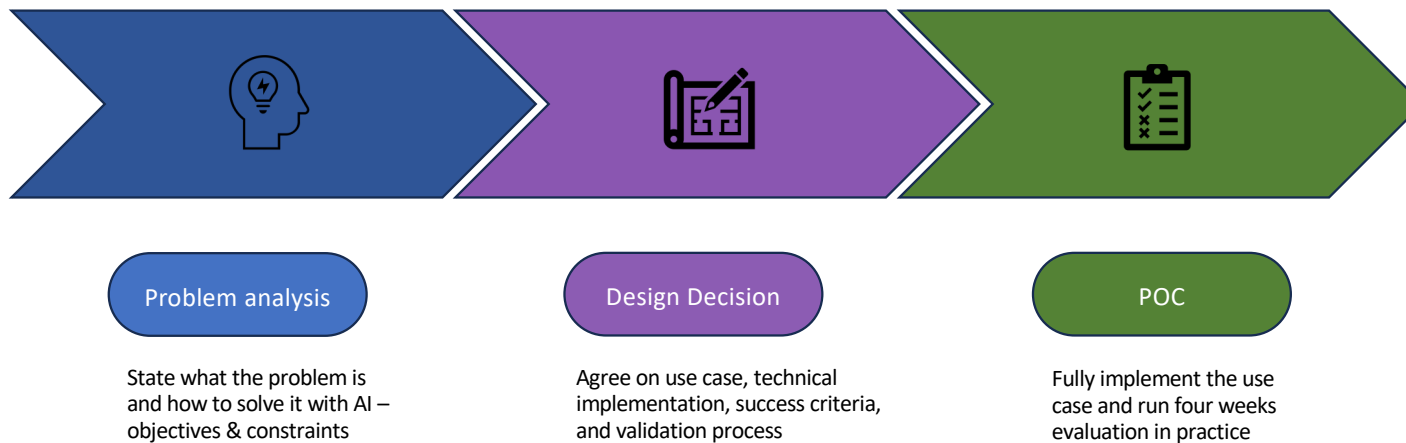 Problem analysis
State what the problem is
and how to solve it with AI –
objectives & constraints
Design Decision
Agree on use case, technical
implementation, success criteria,
and validation process
POC
Fully implement the use
case and run four weeks
evaluation in practice